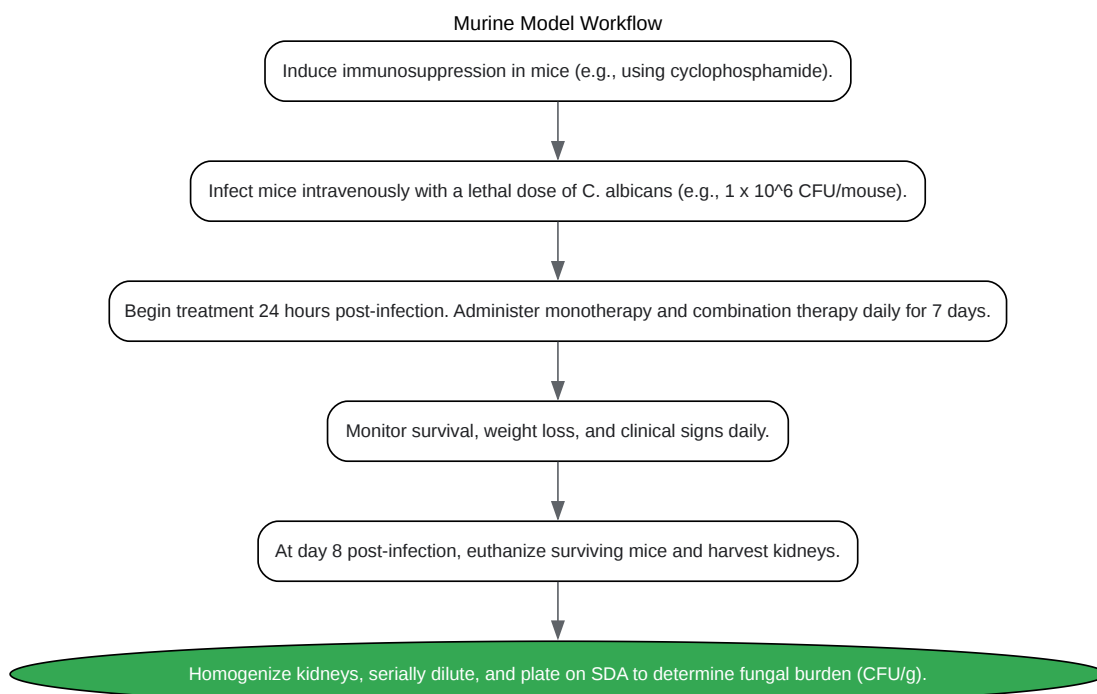 Murine Model Workflow
Induce immunosuppression in mice (e.g., using cyclophosphamide).
Infect mice intravenously with a lethal dose of C. albicans (e.g., 1 x 10^6 CFU/mouse).
Begin treatment 24 hours post-infection. Administer monotherapy and combination therapy daily for 7 days.
Monitor survival, weight loss, and clinical signs daily.
At day 8 post-infection, euthanize surviving mice and harvest kidneys.
Homogenize kidneys, serially dilute, and plate on SDA to determine fungal burden (CFU/g).